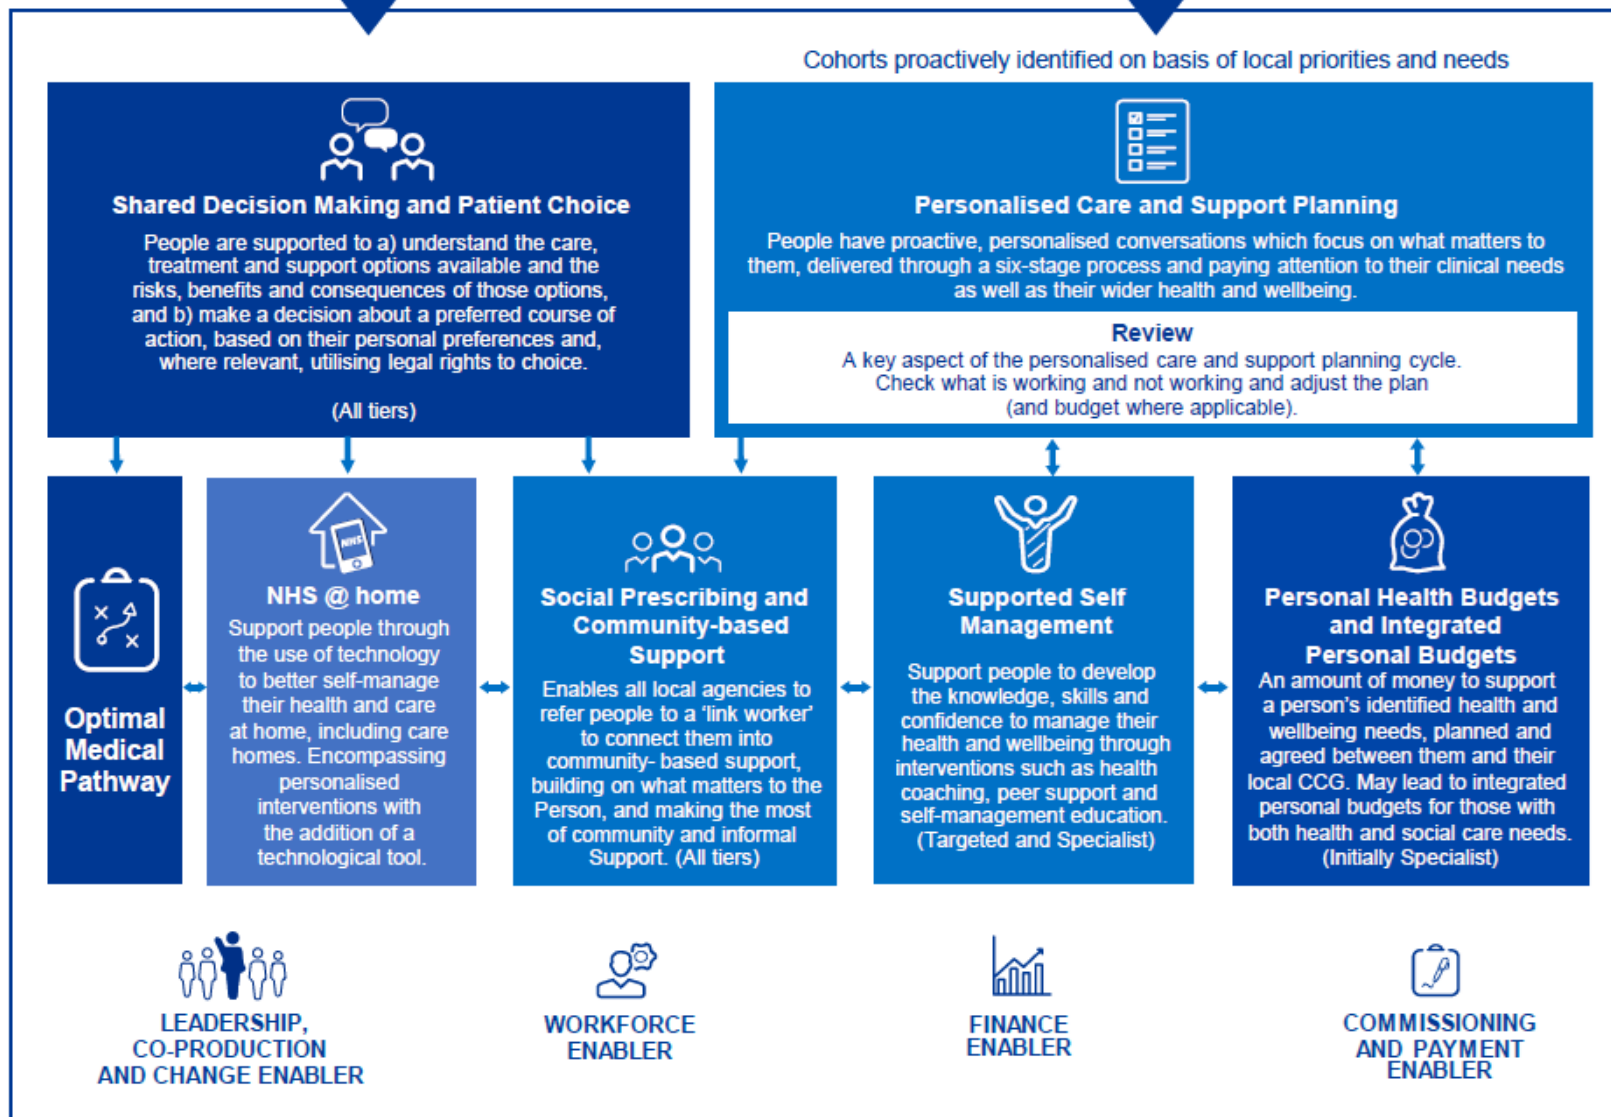 Cohorts proactively identified on basis of local priorities and needs
Shared Decision Making and Patient Choice
People are supported to a) understand the care,
treatment and support options available and the
risks, benefits and consequences of those options,
and b) make a decision about a preferred course of
action, based on their personal preferences and,
where relevant, utilising legal rights to choice.
(All tiers)
Personalised Care and Support Planning
People have proactive, personalised conversations which focus on what matters to
them, delivered through a six-stage process and paying attention to their clinical needs
as well as their wider health and wellbeing.
Review
A key aspect of the personalised care and support planning cycle.
Check what is working and not working and adjust the plan
(and budget where applicable).
Optimal
Medical
Pathway
NHS
NHS @ home
Support people through
the use of technology
to better self-manage
their health and care
at home, including care
homes. Encompassing
personalised
interventions with
the addition of a
technological tool.
Social Prescribing and
Community-based
Support
Enables all local agencies to
refer people to a ‘link worker’
to connect them into
community- based support,
building on what matters to the
Person, and making the most
of community and informal
Support. (All tiers)
Supported Self
Management
Support people to develop
the knowledge, skills and
confidence to manage their
health and wellbeing through
interventions such as health
coaching, peer support and
self-management education.
(Targeted and Specialist)
Personal Health Budgets
and Integrated
Personal Budgets
An amount of money to support
a person’s identified health and
wellbeing needs, planned and
agreed between them and their
local CCG. May lead to integrated
personal budgets for those with
both health and social care needs.
(Initially Specialist)
LEADERSHIP,
CO-PRODUCTION
AND CHANGE ENABLER
WORKFORCE
ENABLER
FINANCE
ENABLER
COMMISSIONING
AND PAYMENT
ENABLER